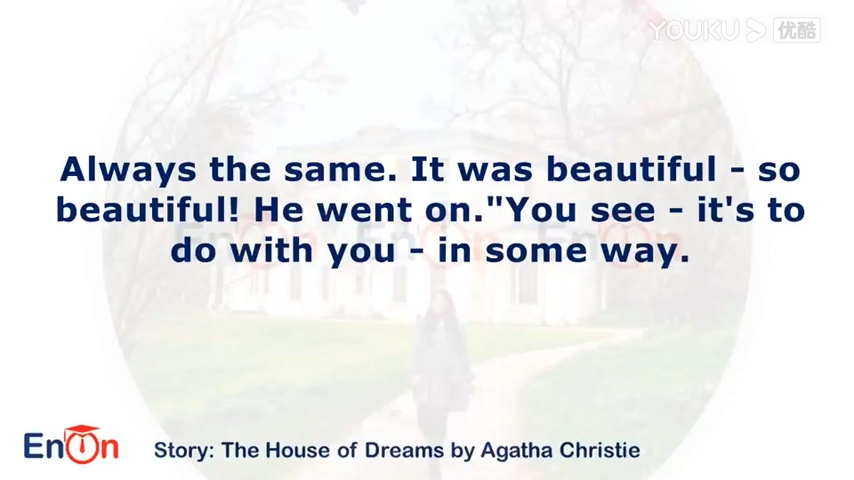 YOUKU 优酷
Always the same. It was beautiful - so
beautiful! He went on."You see - it's to
do with you - in some way.
EnOn
Story: The House of Dreams by Agatha Christie